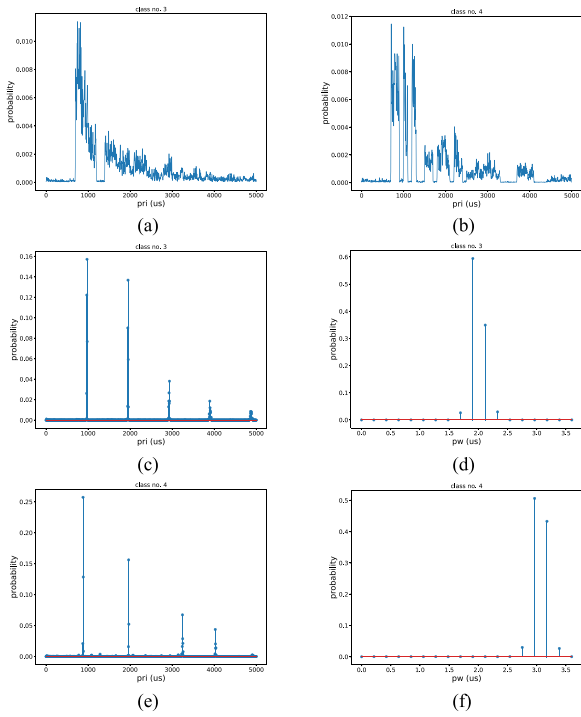 class no. 3
probability
0.010
0.008
0.006
0.004
0.002
0.000
0 1000 2000 3000 4000 5000
pri (us)
(a)
class no. 4
probability
0.012
0.010
0.008
0.006
0.004
0.002
0.000
0 1000 2000 3000 4000 5000
pri (us)
(b)
class no. 3
probability
0.16
0.14
0.12
0.10
0.08
0.06
0.04
0.02
0.00
0 1000 2000 3000 4000 5000
pri (us)
(c)
class no. 3
probability
0.6
0.5
0.4
0.3
0.2
0.1
0.0
0.0 0.5 1.0 1.5 2.0 2.5 3.0 3.5
pw (us)
(d)
class no. 4
probability
0.25
0.20
0.15
0.10
0.05
0.00
0 1000 2000 3000 4000 5000
pri (us)
(e)
class no. 4
probability
0.5
0.4
0.3
0.2
0.1
0.0
0.0 0.5 1.0 1.5 2.0 2.5 3.0 3.5
pw (us)
(f)